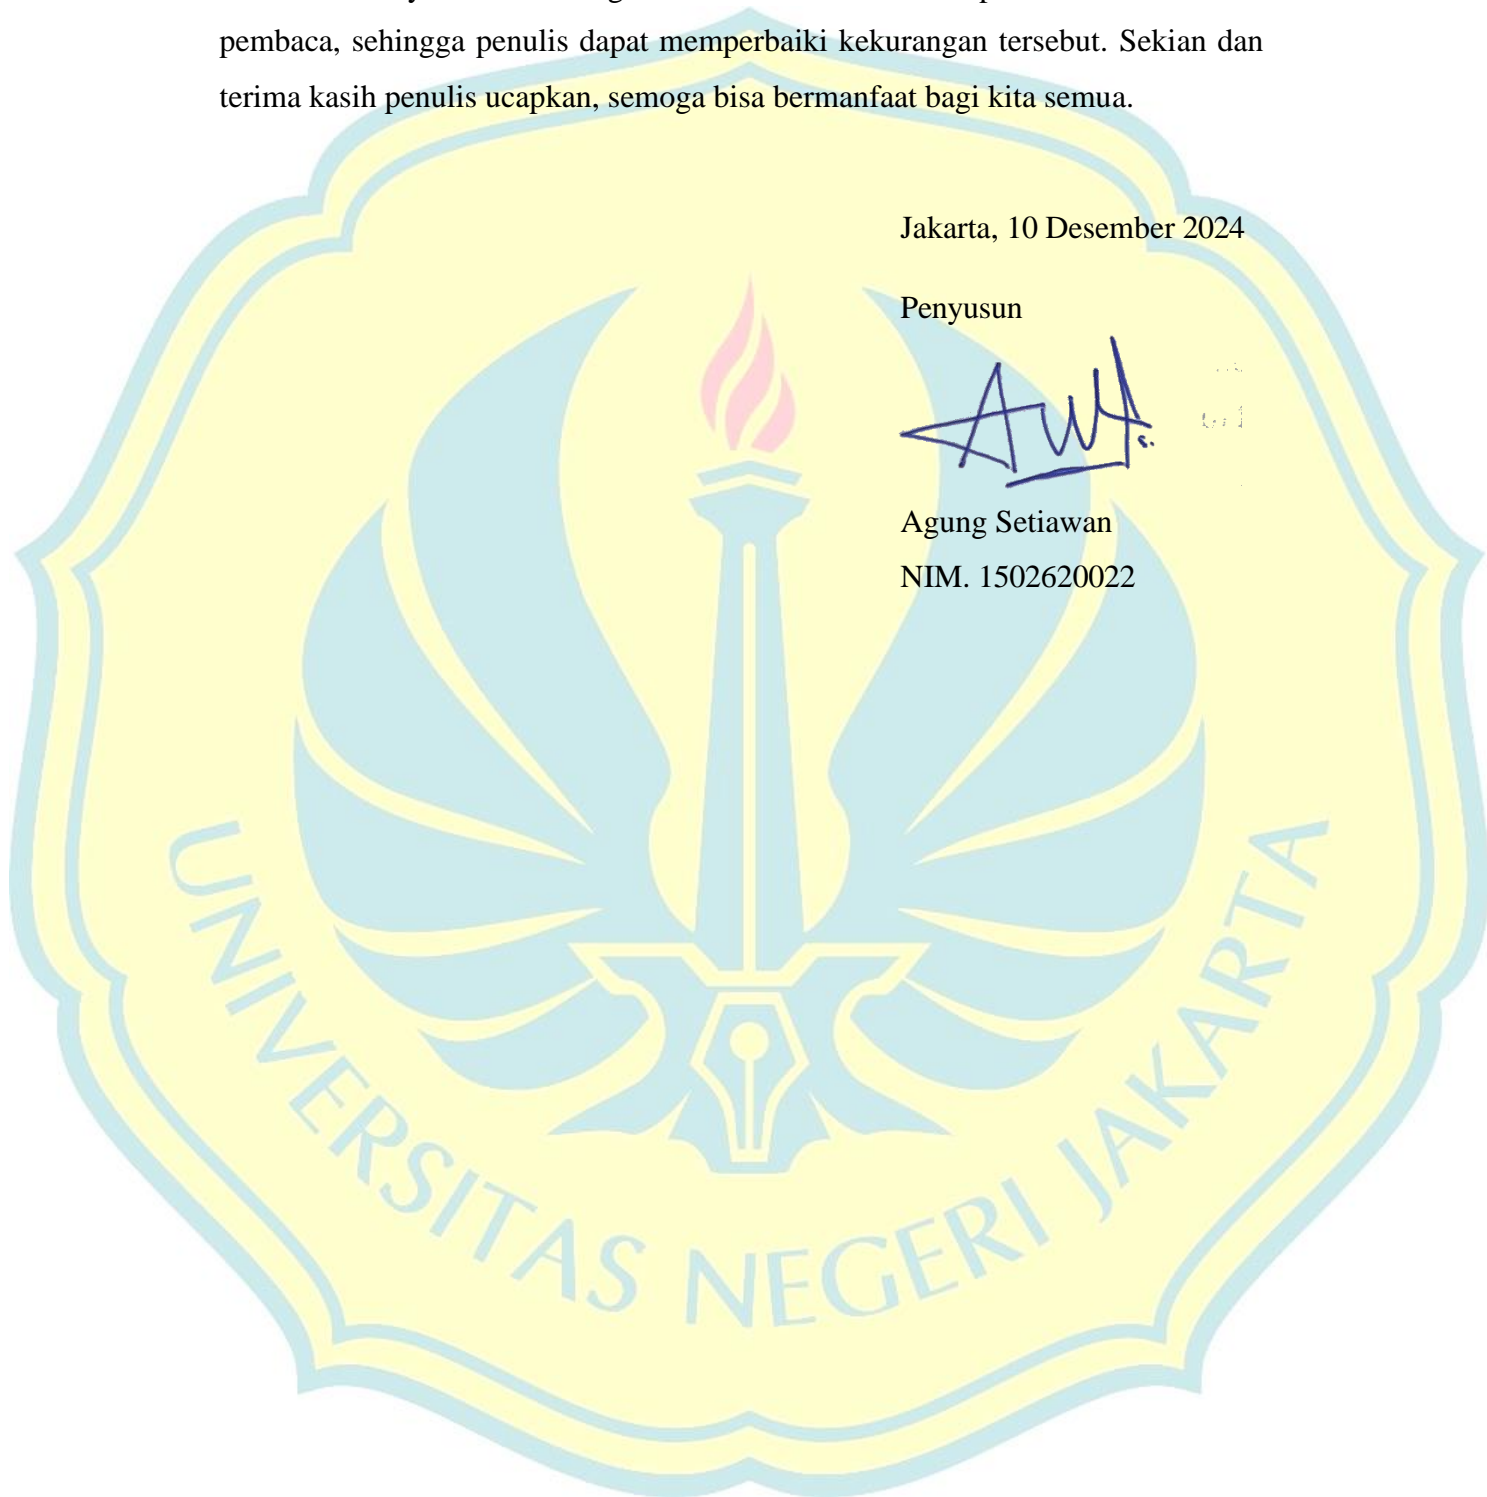 pembaca, sehingga penulis dapat memperbaiki kekurangan tersebut. Sekian dan
terima kasih penulis ucapkan, semoga bisa bermanfaat bagi kita semua.
Jakarta, 10 Desember 2024
Penyusun
Agung Setiawan
NIM. 1502620022
UNIVERSITAS NEGERI JAKARTA